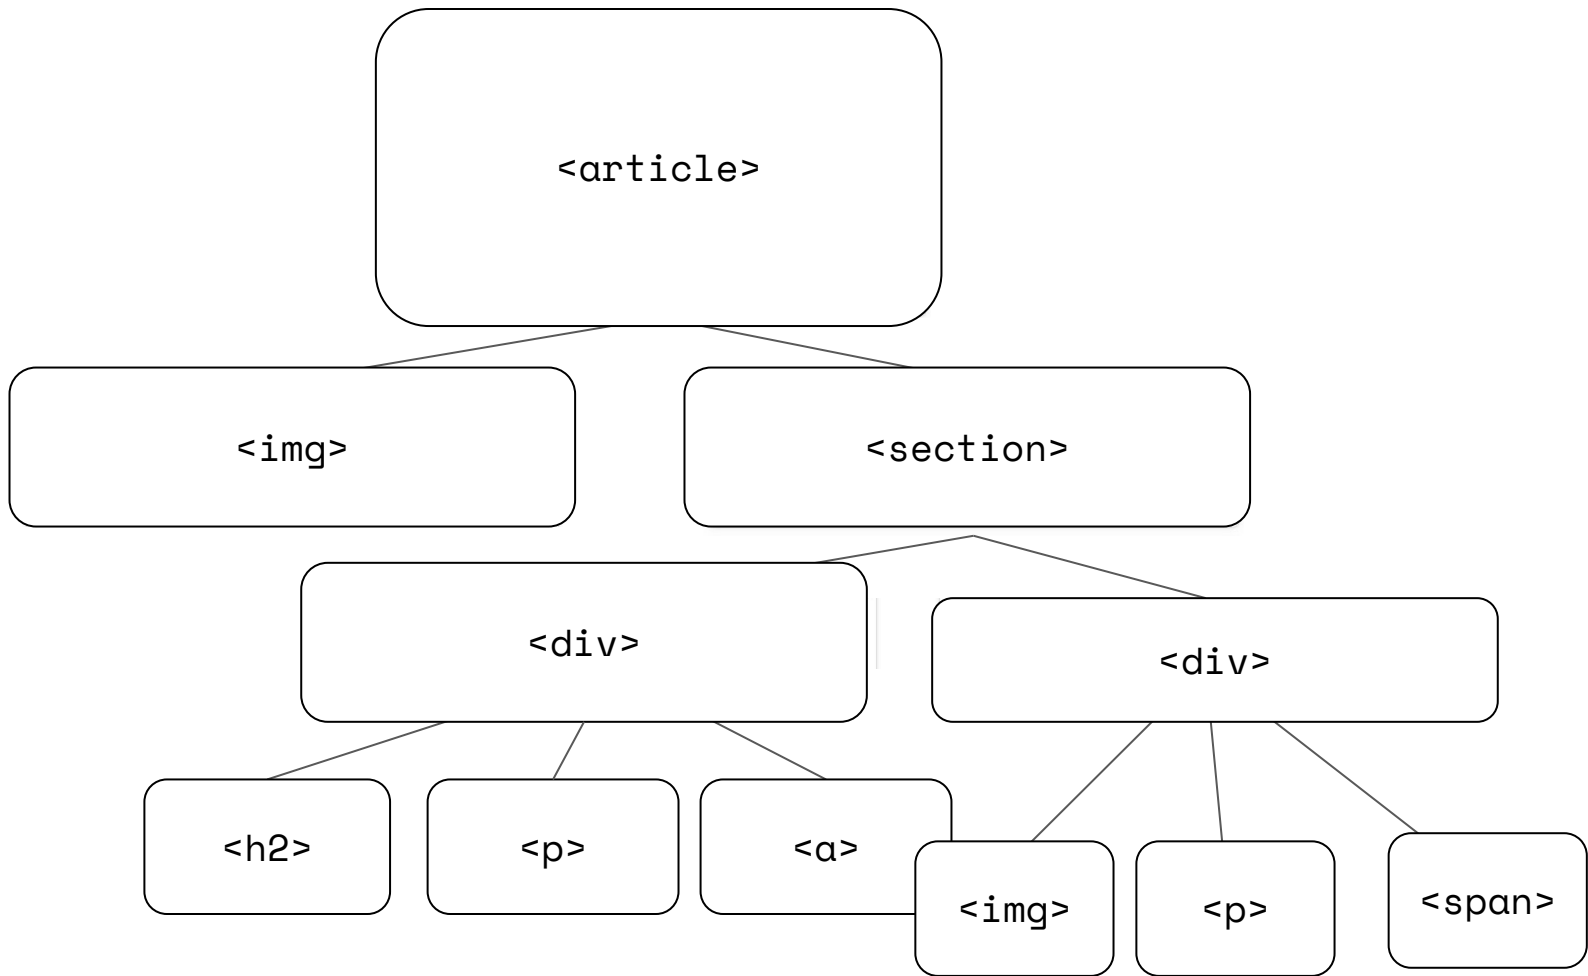 <article>
<img>
<section>
<div>
<div>
<h2>
<p>
<a>
<img>
<p>
<span>